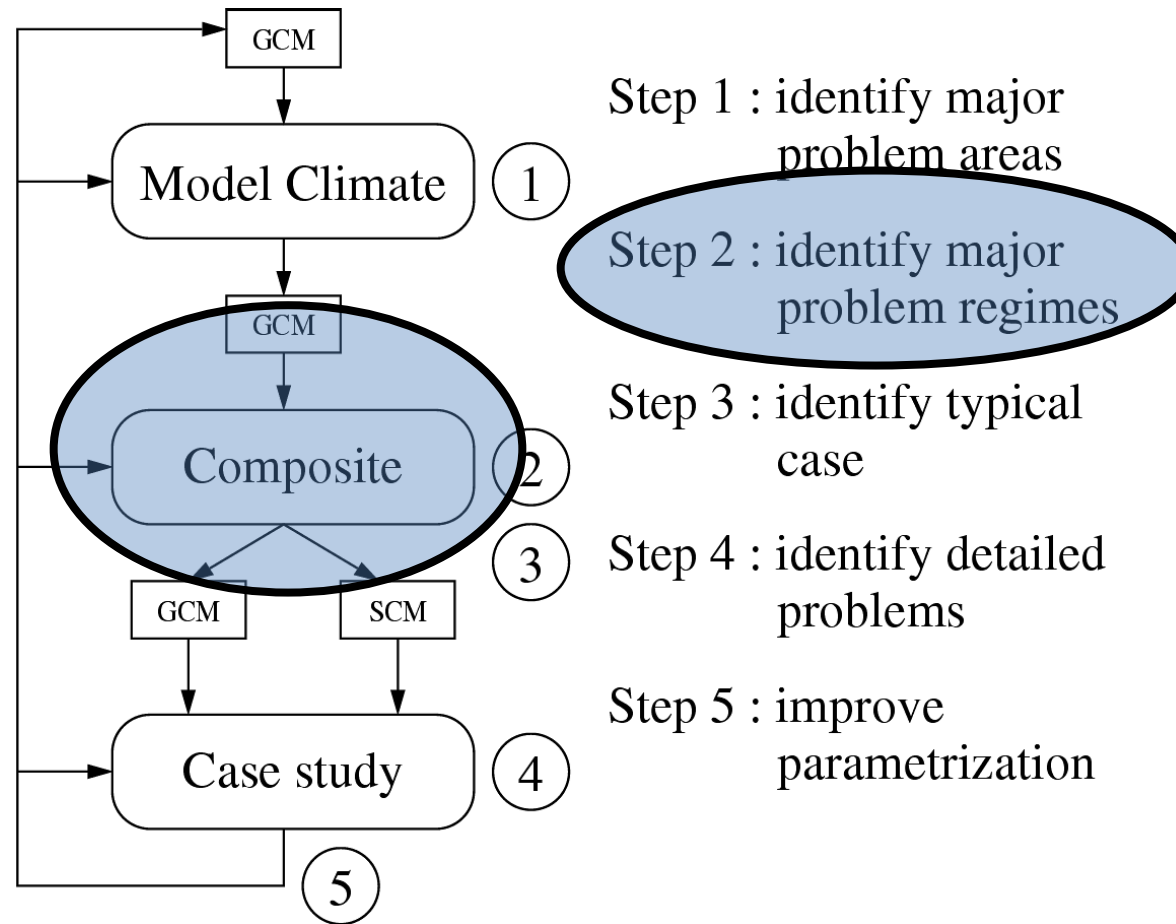 GCM
Model Climate
1
GCM
Composite
2
3
GCM
SCM
Case study
4
5
Step 1 : identify major
problem areas
Step 2 : identify major
problem regimes
Step 3 : identify typical
case
Step 4 : identify detailed
problems
Step 5 : improve
parametrization